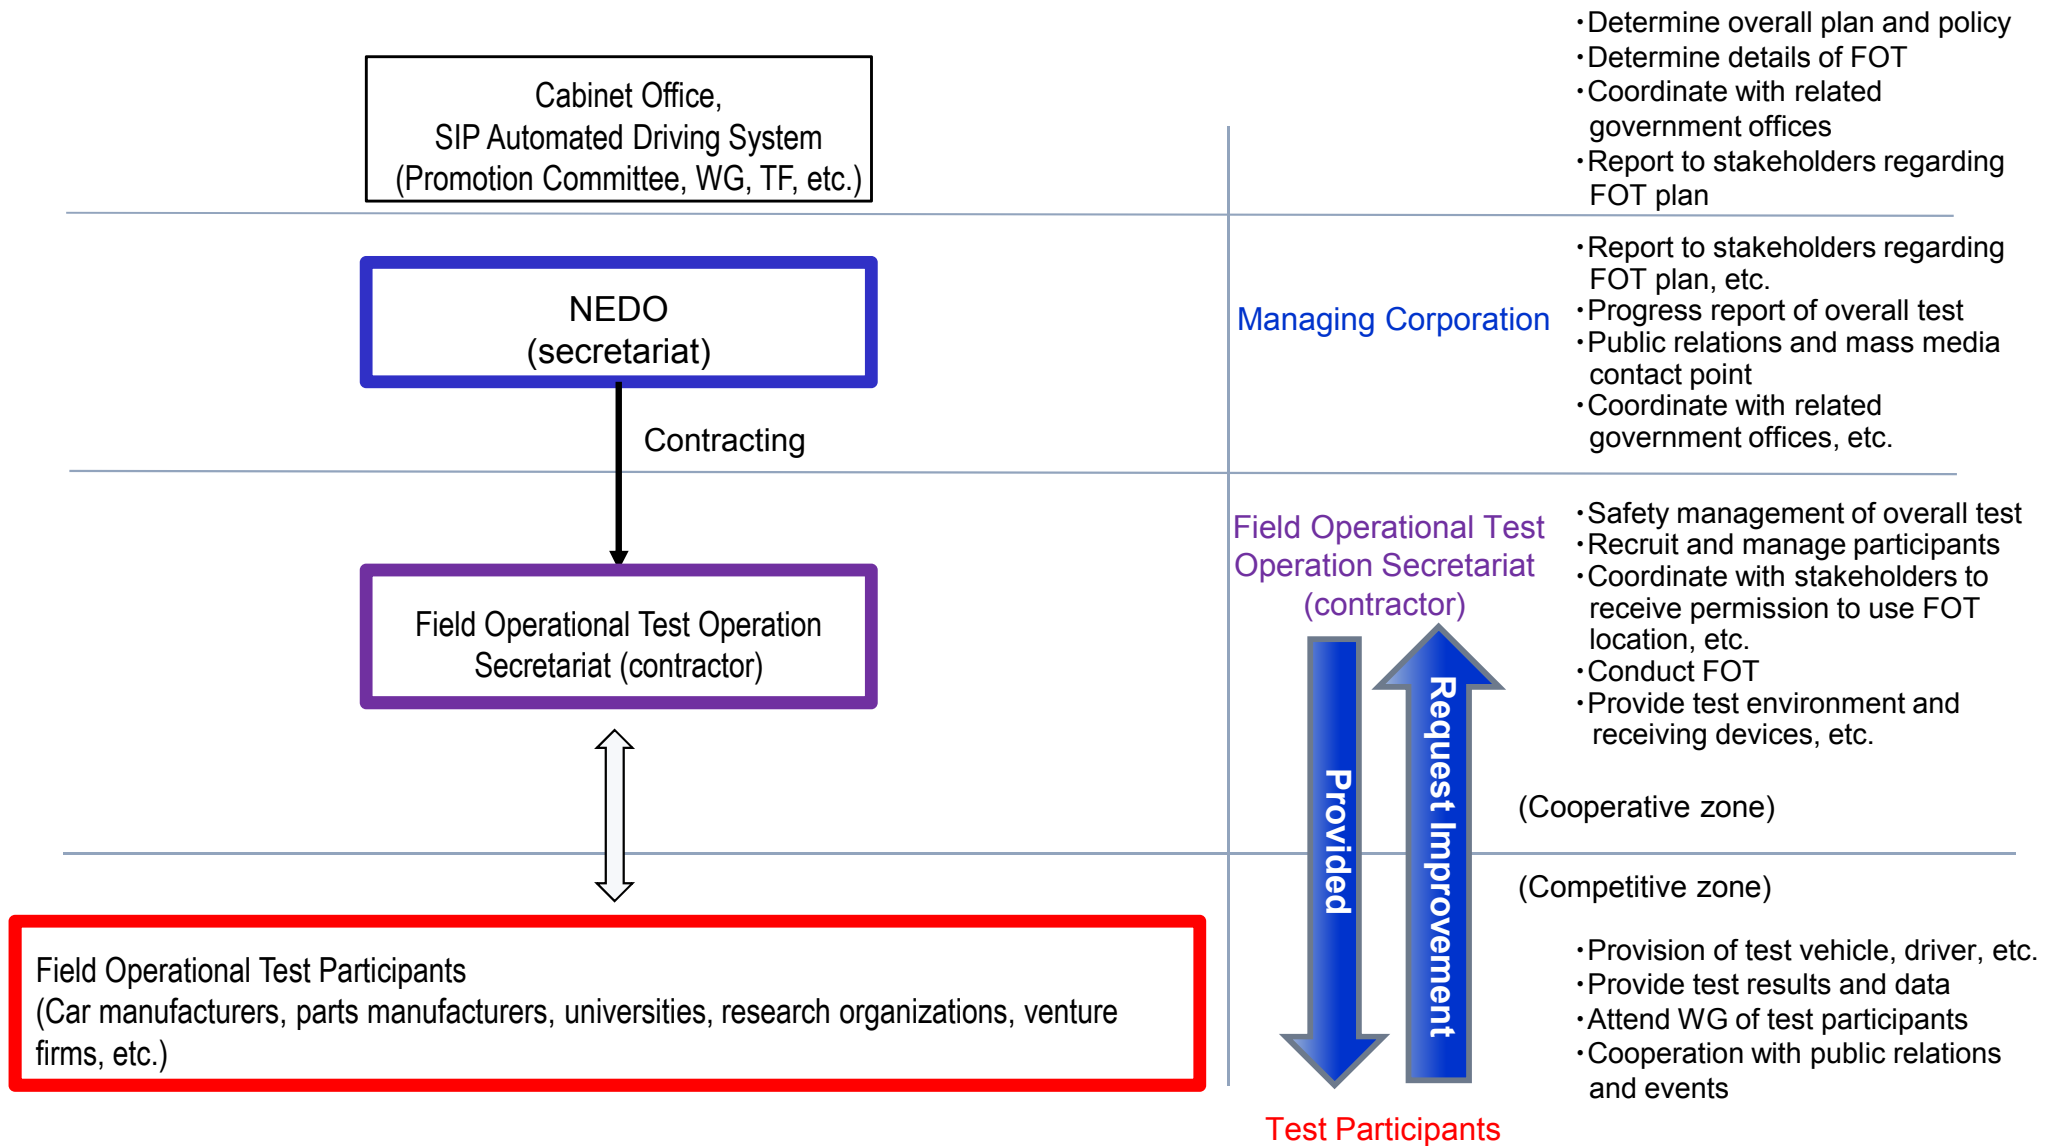 Cabinet Office,
SIP Automated Driving System
(Promotion Committee, WG, TF, etc.)
・Determine overall plan and policy
・Determine details of FOT
・Coordinate with related
government offices
・Report to stakeholders regarding
FOT plan
NEDO
(secretariat)
Contracting
Managing Corporation
・Report to stakeholders regarding
FOT plan, etc.
・Progress report of overall test
・Public relations and mass media
contact point
・Coordinate with related
government offices, etc.
Field Operational Test Operation
Secretariat (contractor)
Field Operational Test
Operation Secretariat
(contractor)
・Safety management of overall test
・Recruit and manage participants
・Coordinate with stakeholders to
receive permission to use FOT
location, etc.
・Conduct FOT
・Provide test environment and
receiving devices, etc.
Provided
Request Improvement
(Cooperative zone)
(Competitive zone)
Field Operational Test Participants
(Car manufacturers, parts manufacturers, universities, research organizations, venture
firms, etc.)
・Provision of test vehicle, driver, etc.
・Provide test results and data
・Attend WG of test participants
・Cooperation with public relations
and events
Test Participants